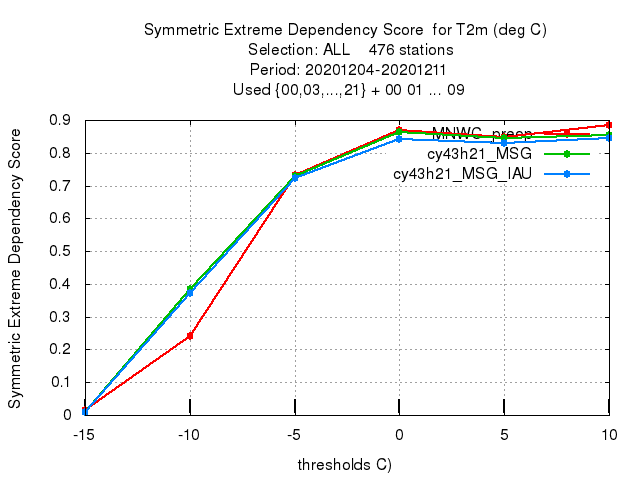 Symmetric Extreme Dependency Score for T2m (deg C)
Selection: ALL 476 stations
Period: 20201204-20201211
Used {00,03,...,21} + 00 01 ... 09
Symmetric Extreme Dependency Score
0.9
0.8
0.7
0.6
0.5
0.4
0.3
0.2
0.1
0
MNWC_preop
cy43h21_MSG
cy43h21_MSG_IAU
-15 -10 -5 0 5 10
thresholds C)